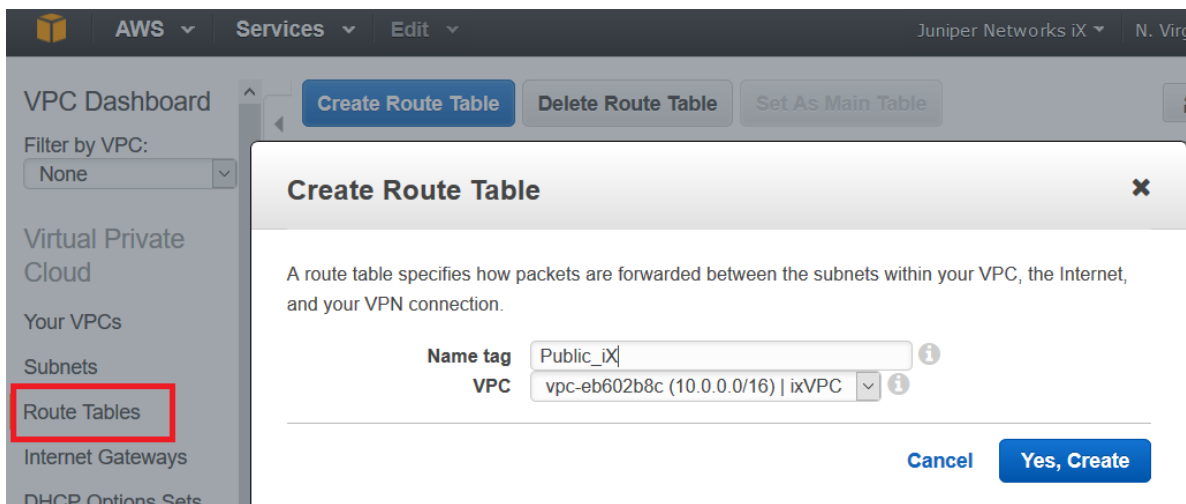 AWS Services Edit Juniper Networks iX N. Virg
VPC Dashboard
Create Route Table Delete Route Table Set As Main Table
Filter by VPC:
None
Create Route Table
Virtual Private
Cloud
A route table specifies how packets are forwarded between the subnets within your VPC, the Internet,
and your VPN connection.
Your VPCs
Name tag Public_iX
Subnets
VPC vpc-eb602b8c (10.0.0.0/16) | ixVPC
Route Tables
Internet Gateways
Cancel Yes, Create
DHCP Options Sets